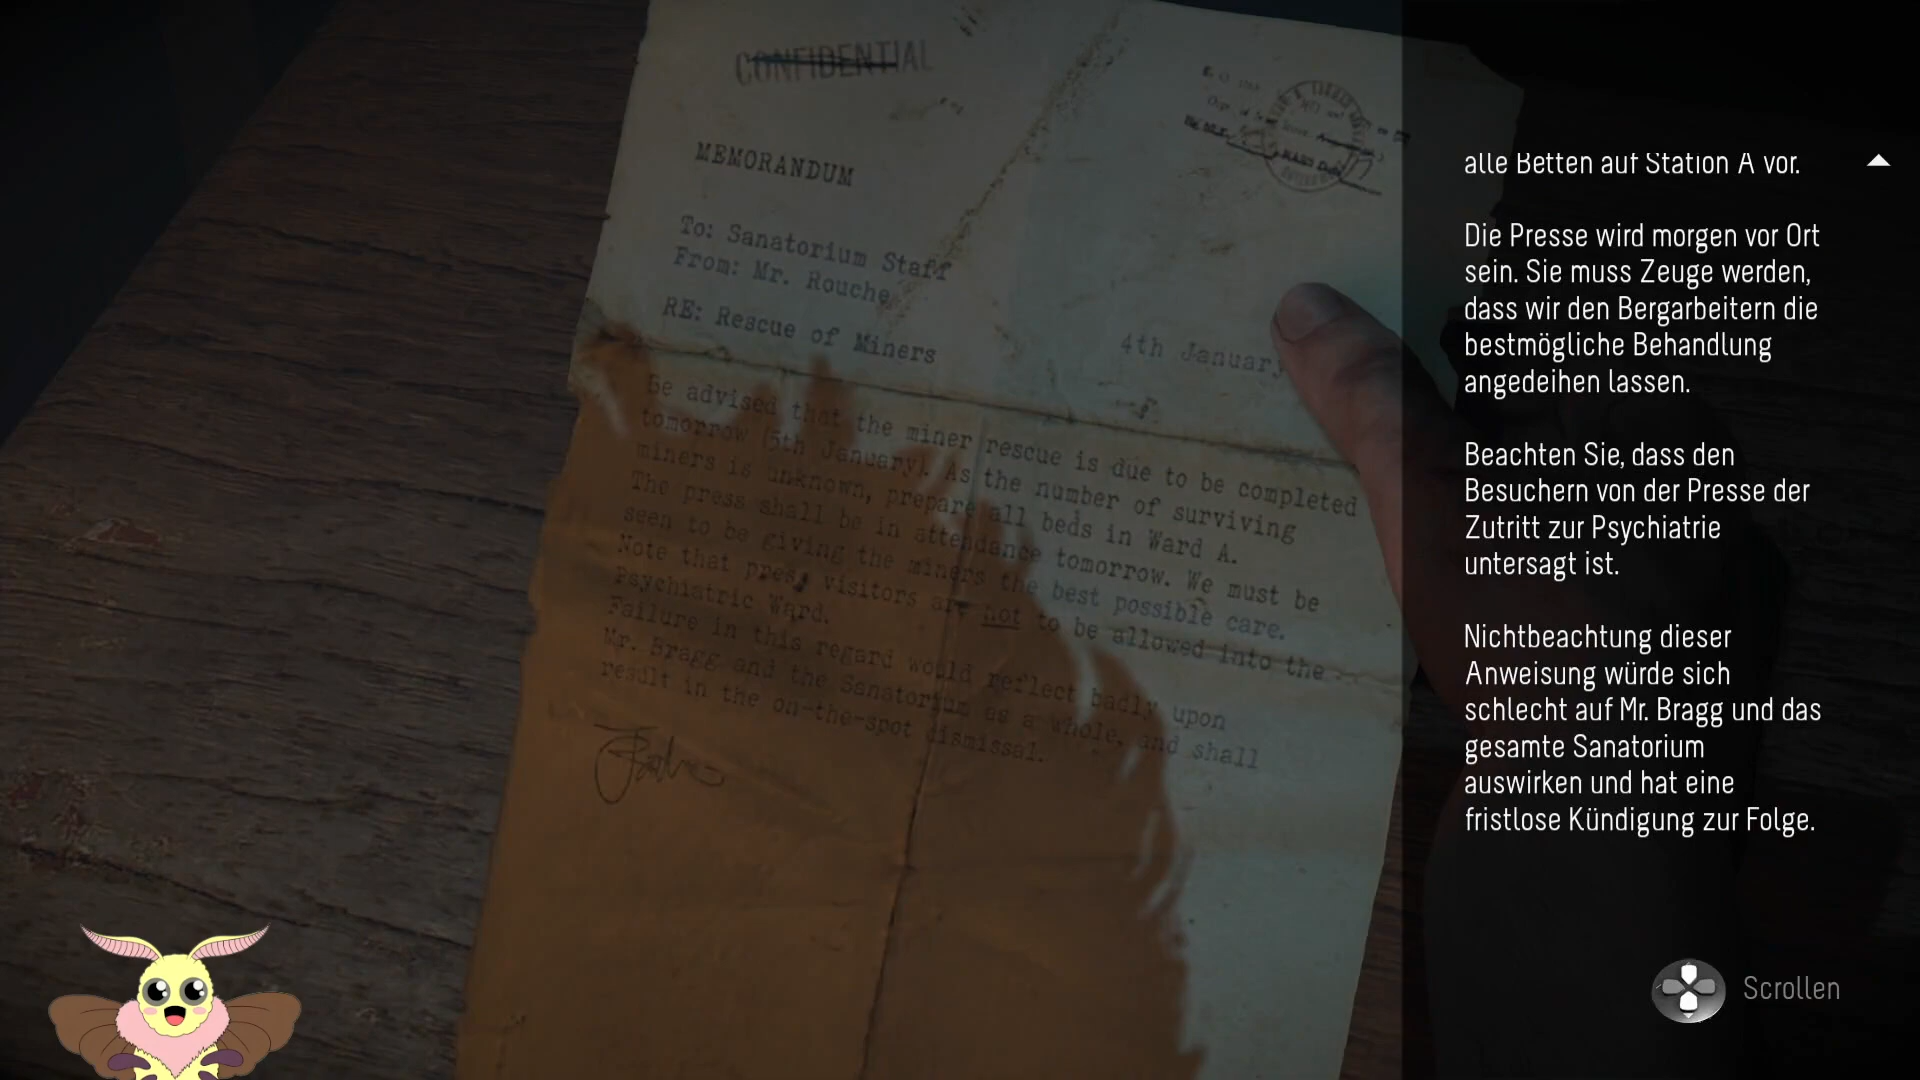 CONFIDENTIAL
MEMORANDUM
To: Sanatorium Staff
From: Mr. Rouche
RE: Rescue of Miners
4th January
Be advised that the miner rescue is due to be completed
tomorrow (5th January). As the number of surviving
miners is unknown, prepare all beds in Ward A.
The press shall be in attendance tomorrow. We must be
seen to be giving the miners the best possible care.
Note that press visitors are not to be allowed into the
Psychiatric Ward.
Failure in this regard would reflect badly upon
Mr. Bragg and the Sanatorium as a whole, and shall
result in the on-the-spot dismissal.
alle Betten auf Station A vor.
Die Presse wird morgen vor Ort
sein. Sie muss Zeuge werden,
dass wir den Bergarbeitern die
bestmögliche Behandlung
angedeihen lassen.
Beachten Sie, dass den
Besuchern von der Presse der
Zutritt zur Psychiatrie
untersagt ist.
Nichtbeachtung dieser
Anweisung würde sich
schlecht auf Mr. Bragg und das
gesamte Sanatorium
auswirken und hat eine
fristlose Kündigung zur Folge.
Scrollen